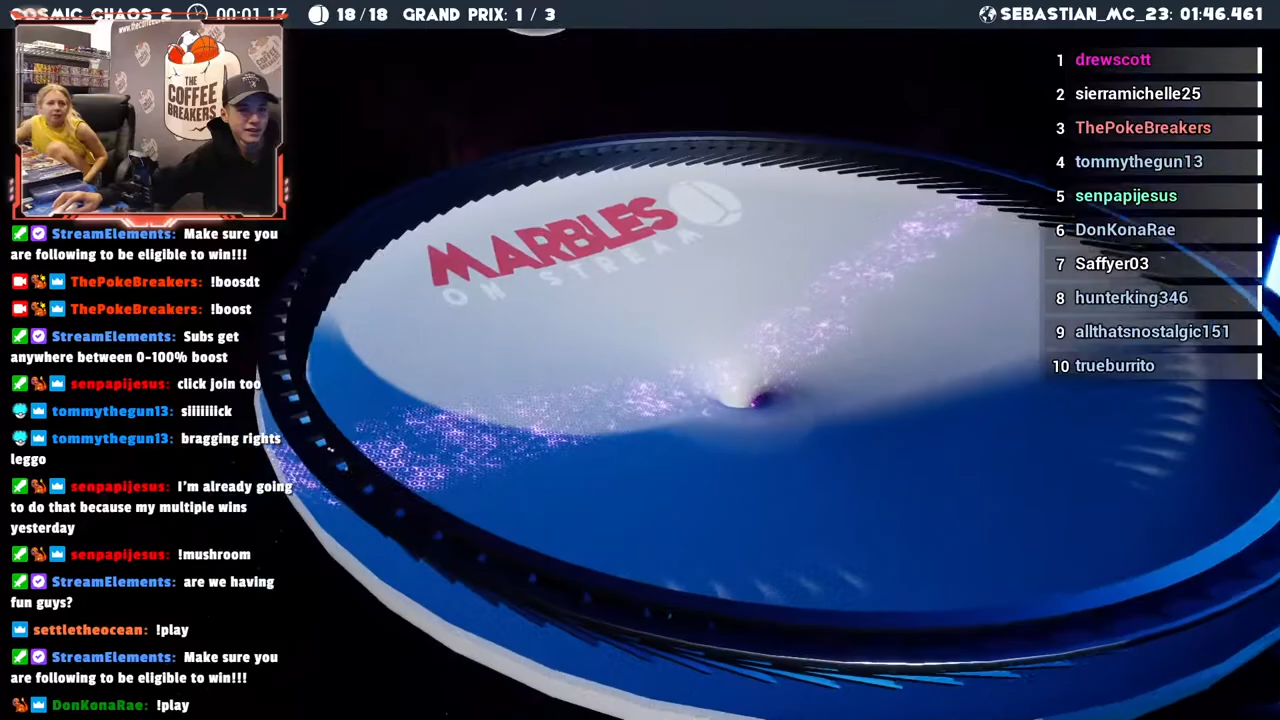 COSMIC CHAOS 2 00:01.17 18/18 GRAND PRIX: 1 / 3 SEBASTIAN_MC_23: 01:46.461
THE
COFFEE
BREAKERS
StreamElements: Make sure you
are following to be eligible to win!!!
ThePokeBreakers: !boosdt
ThePokeBreakers: !boost
StreamElements: Subs get
anywhere between 0-100% boost
senpapijesus: click join too
tommythegun13: siiiiiick
tommythegun13: bragging rights
leggo
senpapijesus: I'm already going
to do that because my multiple wins
yesterday
senpapijesus: !mushroom
StreamElements: are we having
fun guys?
settletheocean: !play
StreamElements: Make sure you
are following to be eligible to win!!!
DonKonaRae: !play
MARBLES
ON STREAM
1 drewscott
2 sierramichelle25
3 ThePokeBreakers
4 tommythegun13
5 senpapijesus
6 DonKonaRae
7 Saffyer03
8 hunterking346
9 allthatsnostalgic151
10 trueburrito